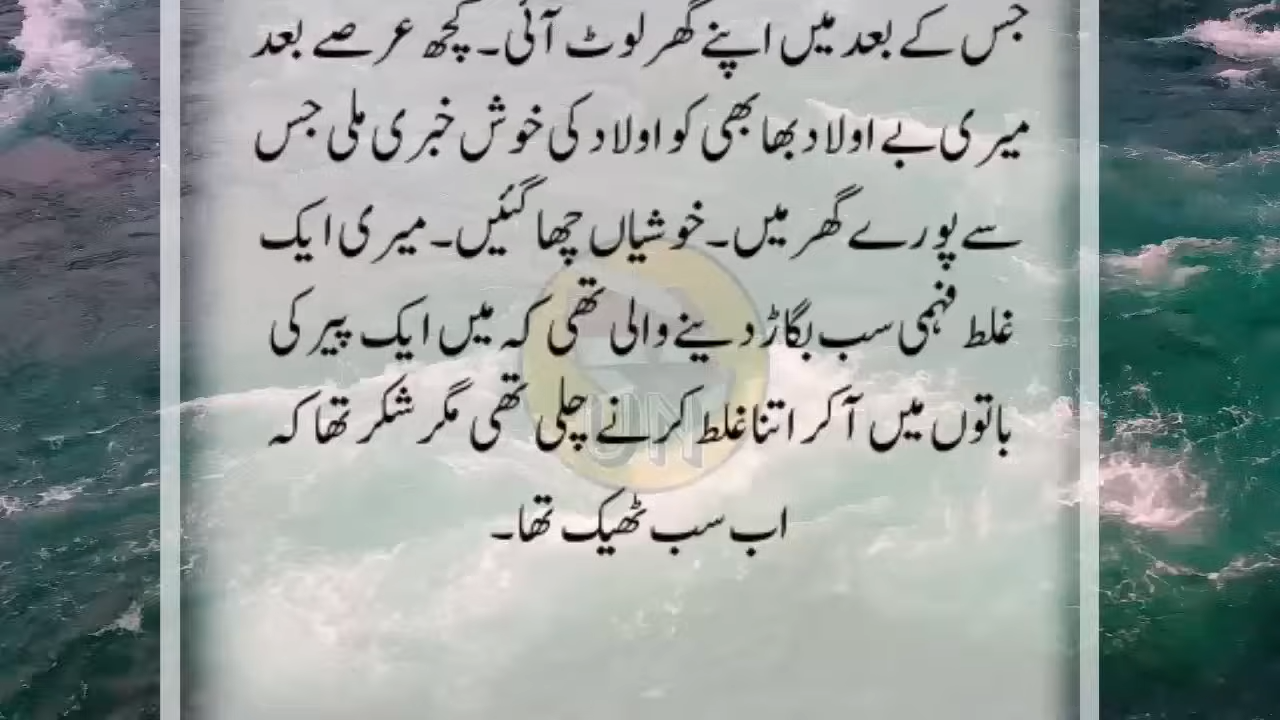 جس کے بعد میں اپنے گھر لوٹ آئی۔ کچھ عرصے بعد
میری بے اولاد بھابھی کو اولاد کی خوش خبری ملی جس
سے پورے گھر میں۔ خوشیاں چھا گئیں۔ میری ایک
غلط فہمی سب بگاڑ دینے والی تھی کہ میں ایک پیر کی
باتوں میں آکر اتنا غلط کرنے چلی تھی مگر شکر تھا کہ
اب سب ٹھیک تھا۔
UN